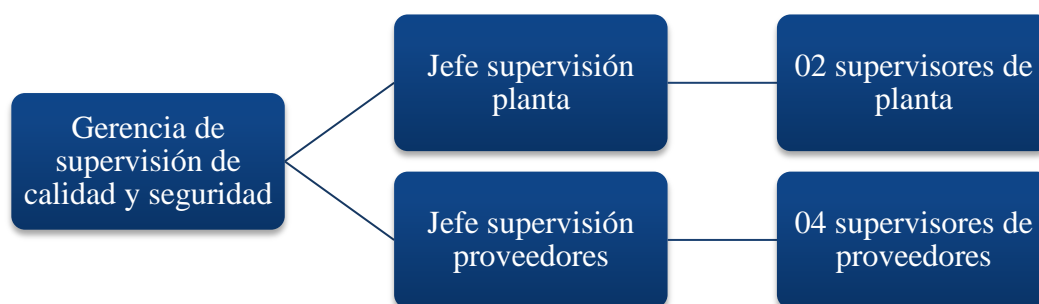 Gerencia de
supervisión de
calidad y seguridad
Jefe supervisión
planta
02 supervisores de
planta
Jefe supervisión
proveedores
04 supervisores de
proveedores